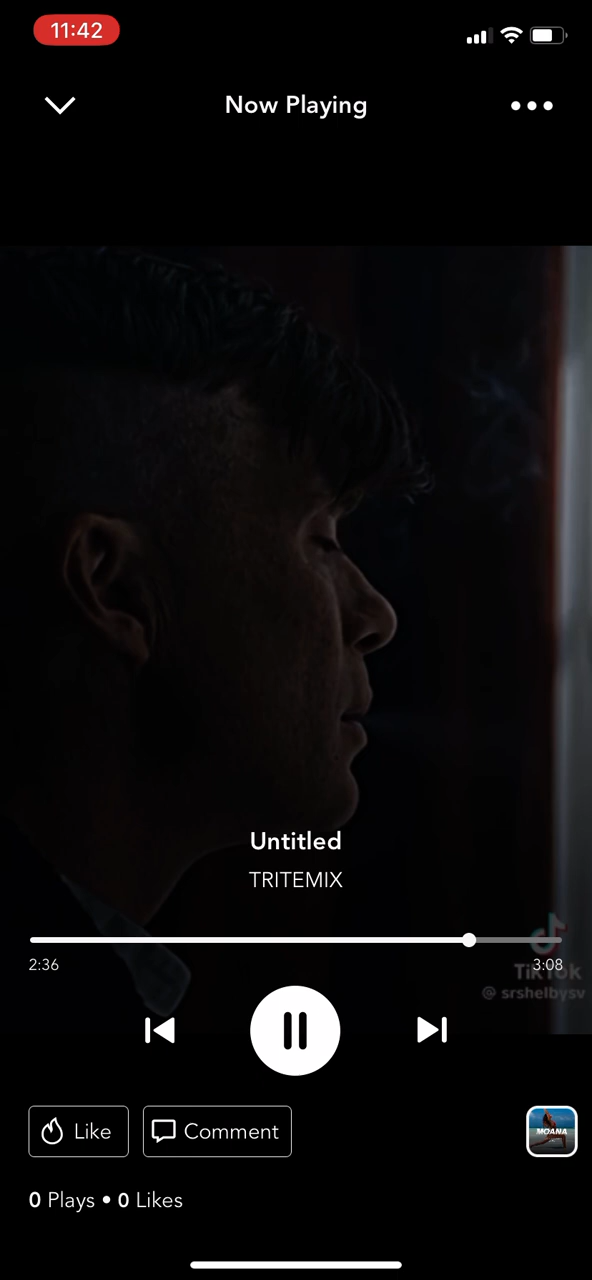 11:42
Now Playing
Untitled
TRITEMIX
2:36
3:08
TikTok
@ srshelbysv
Like
Comment
MOANA
0 Plays • 0 Likes